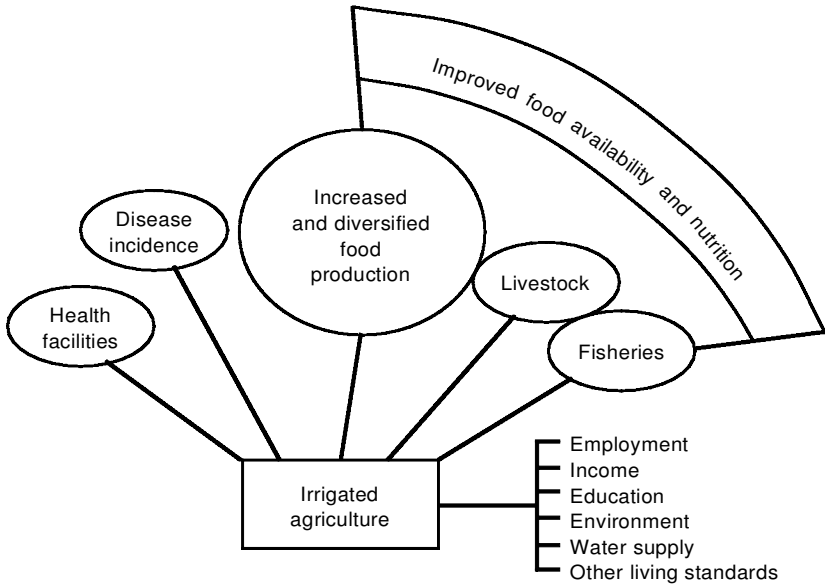 Improved food availability and nutrition
Increased
and diversified
food
production
Disease
incidence
Livestock
Health
facilities
Fisheries
Irrigated
agriculture
Employment
Income
Education
Environment
Water supply
Other living standards